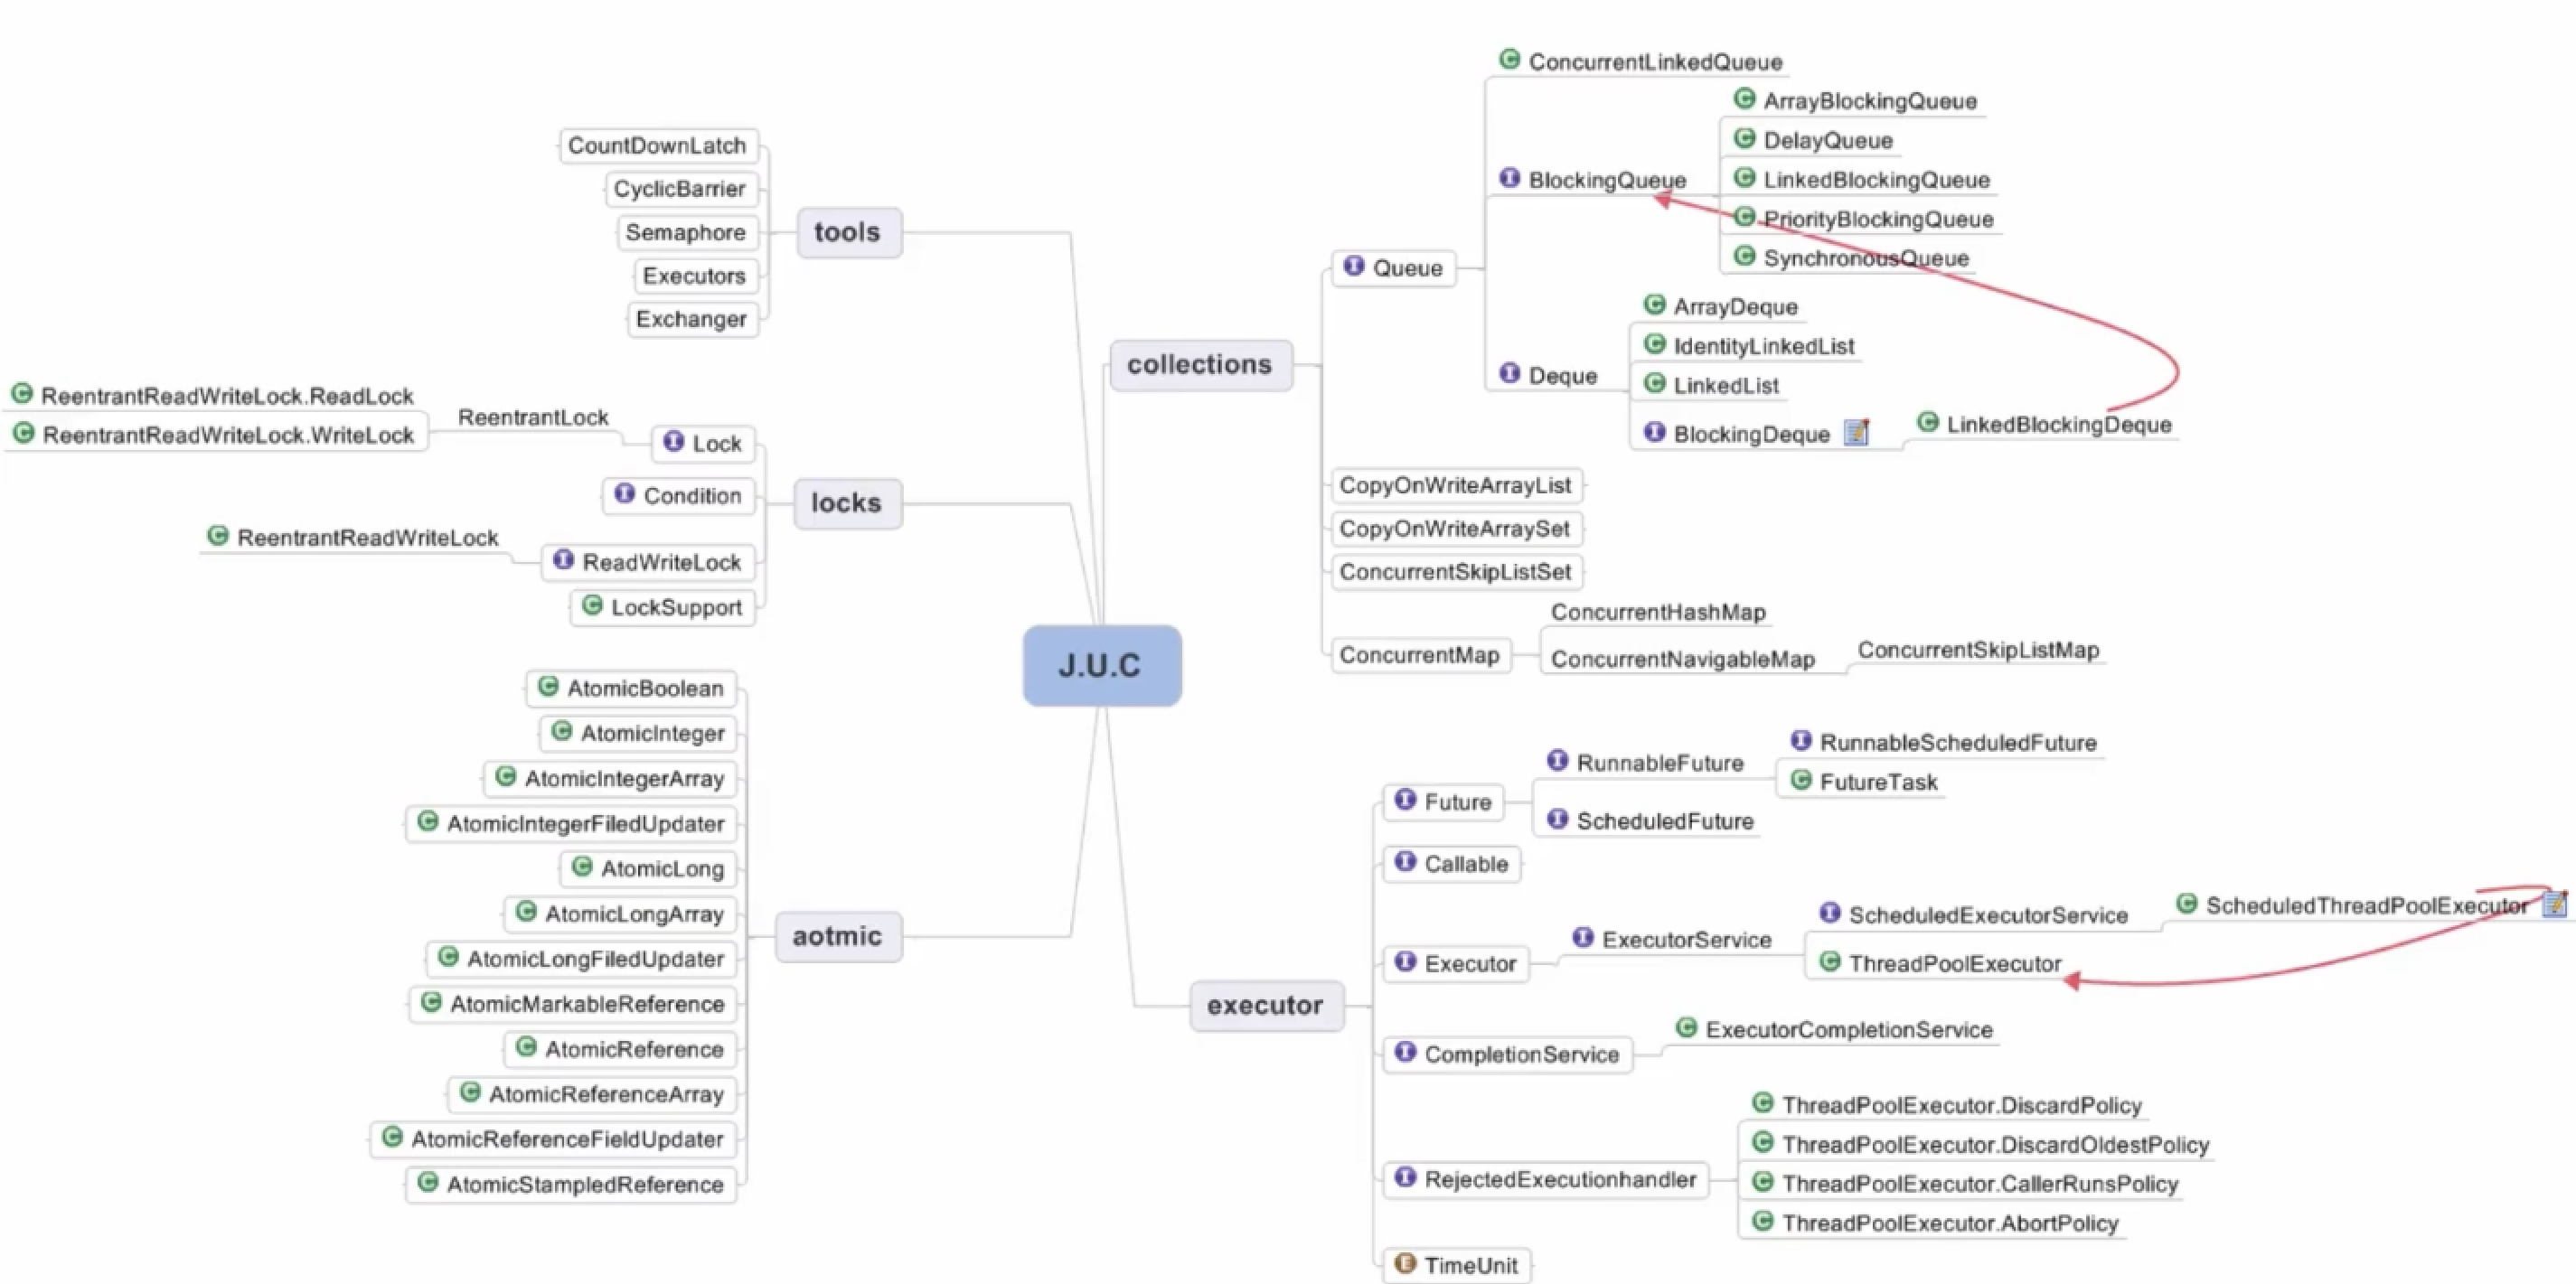 J.U.C
tools
CountDownLatch
CyclicBarrier
Semaphore
Executors
Exchanger
locks
Lock
ReentrantLock
ReentrantReadWriteLock.ReadLock
ReentrantReadWriteLock.WriteLock
Condition
ReadWriteLock
ReentrantReadWriteLock
LockSupport
aotmic
AtomicBoolean
AtomicInteger
AtomicIntegerArray
AtomicIntegerFiledUpdater
AtomicLong
AtomicLongArray
AtomicLongFiledUpdater
AtomicMarkableReference
AtomicReference
AtomicReferenceArray
AtomicReferenceFieldUpdater
AtomicStampedReference
collections
Queue
ConcurrentLinkedQueue
BlockingQueue
ArrayBlockingQueue
DelayQueue
LinkedBlockingQueue
PriorityBlockingQueue
SynchronousQueue
Deque
ArrayDeque
IdentityLinkedList
LinkedList
BlockingDeque
LinkedBlockingDeque
CopyOnWriteArrayList
CopyOnWriteArraySet
ConcurrentSkipListSet
ConcurrentMap
ConcurrentHashMap
ConcurrentNavigableMap
ConcurrentSkipListMap
executor
Future
RunnableFuture
RunnableScheduledFuture
FutureTask
ScheduledFuture
Callable
Executor
ExecutorService
ScheduledExecutorService
ScheduledThreadPoolExecutor
ThreadPoolExecutor
CompletionService
ExecutorCompletionService
RejectedExecutionhandler
ThreadPoolExecutor.DiscardPolicy
ThreadPoolExecutor.DiscardOldestPolicy
ThreadPoolExecutor.CallerRunsPolicy
ThreadPoolExecutor.AbortPolicy
TimeUnit